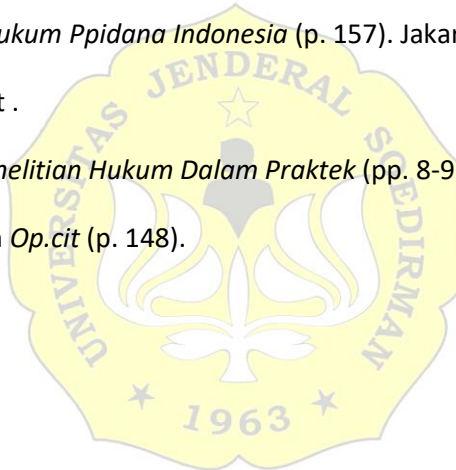 ukum Ppidana Indonesia (p. 157). Jakar
t .
nelitian Hukum Dalam Praktek (pp. 8-9
Op.cit (p. 148).
UNIVERSITAS JENDERAL SOEDIRMAN
1963